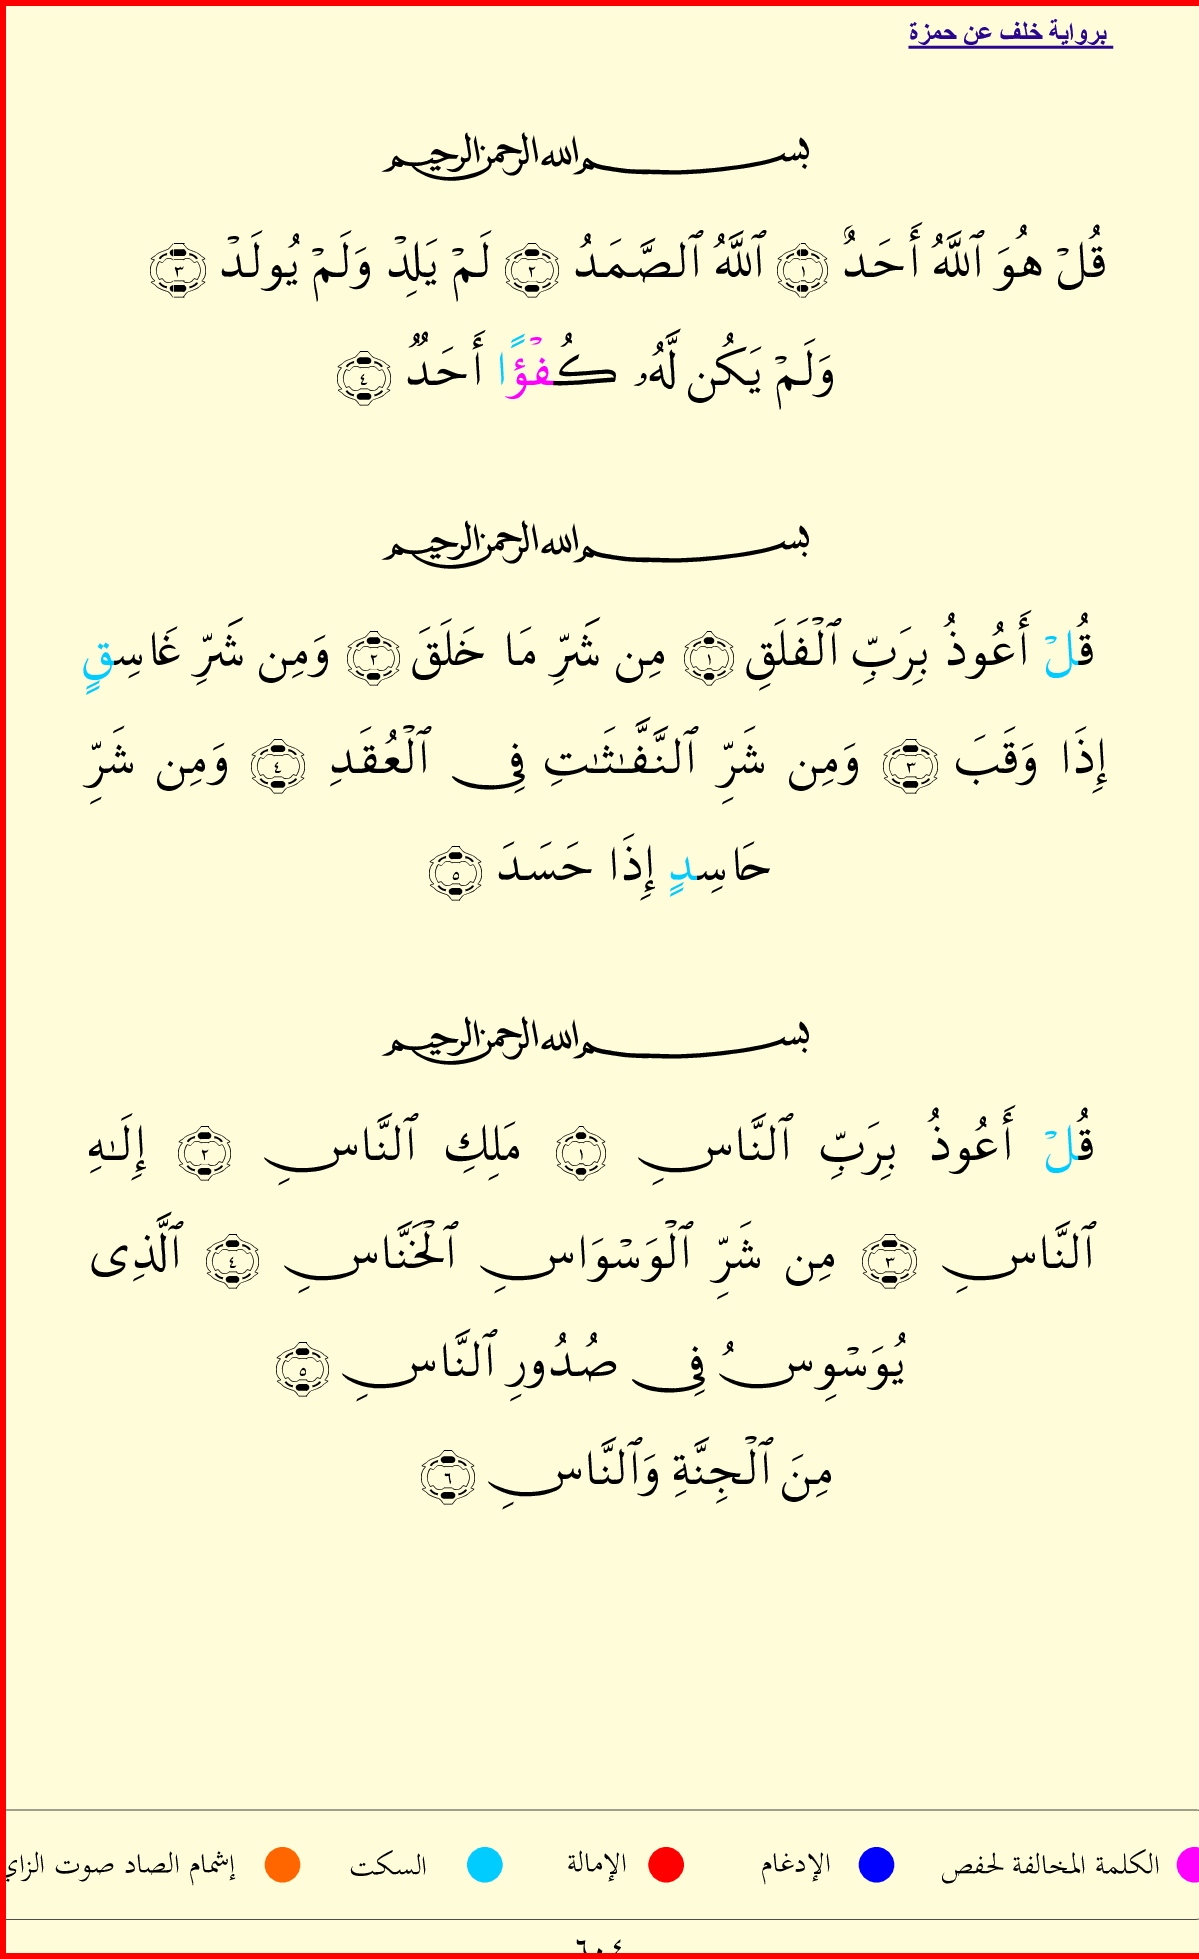 برواية خلف عن حمزة
بسم الله الرحمن الرحيم
قُلۡ هُوَ ٱللَّهُ أَحَدٌ ١ ٱللَّهُ ٱلصَّمَدُ ٢ لَمۡ يَلِدۡ وَلَمۡ يُولَدۡ ٣
وَلَمۡ يَكُن لَّهُۥ كُفۡؤًا أَحَدٌۢ ٤
بسم الله الرحمن الرحيم
قُلۡ أَعُوذُ بِرَبِّ ٱلۡفَلَقِ ١ مِن شَرِّ مَا خَلَقَ ٢ وَمِن شَرِّ غَاسِقٍ
إِذَا وَقَبَ ٣ وَمِن شَرِّ ٱلنَّفَّٰثَٰتِ فِى ٱلۡعُقَدِ ٤ وَمِن شَرِّ
حَاسِدٍ إِذَا حَسَدَ ٥
بسم الله الرحمن الرحيم
قُلۡ أَعُوذُ بِرَبِّ ٱلنَّاسِ ١ مَلِكِ ٱلنَّاسِ ٢ إِلَٰهِ
ٱلنَّاسِ ٣ مِن شَرِّ ٱلۡوَسۡوَاسِ ٱلۡخَنَّاسِ ٤ ٱلَّذِى
يُوَسۡوِسُ فِى صُدُورِ ٱلنَّاسِ ٥
مِنَ ٱلۡجِنَّةِ وَٱلنَّاسِ ٦
الكلمة المخالفة لحفص الإدغام الإمالة السكت إشمام الصاد صوت الزاي
٦٠٤